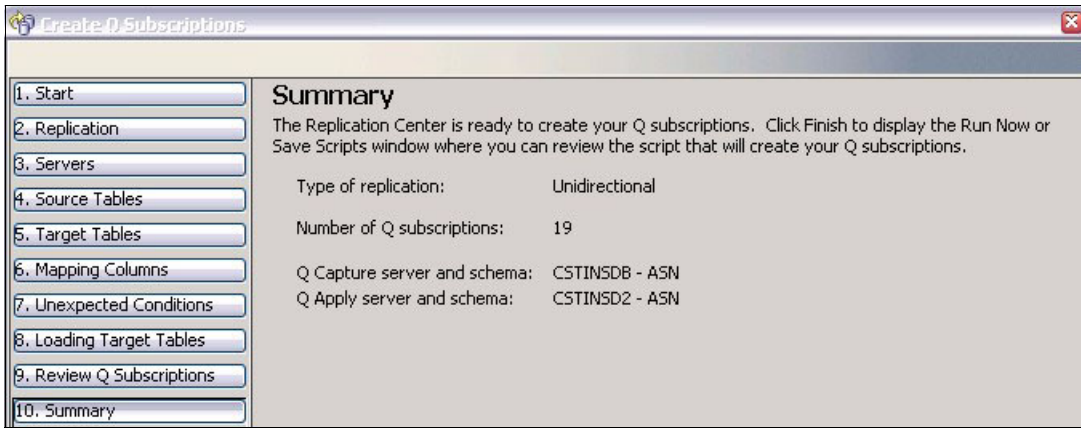 Create Q Subscriptions
1. Start
2. Replication
3. Servers
4. Source Tables
5. Target Tables
6. Mapping Columns
7. Unexpected Conditions
8. Loading Target Tables
9. Review Q Subscriptions
10. Summary
Summary
The Replication Center is ready to create your Q subscriptions. Click Finish to display the Run Now or
Save Scripts window where you can review the script that will create your Q subscriptions.
Type of replication: Unidirectional
Number of Q subscriptions: 19
Q Capture server and schema: CSTINSDB - ASN
Q Apply server and schema: CSTINSD2 - ASN